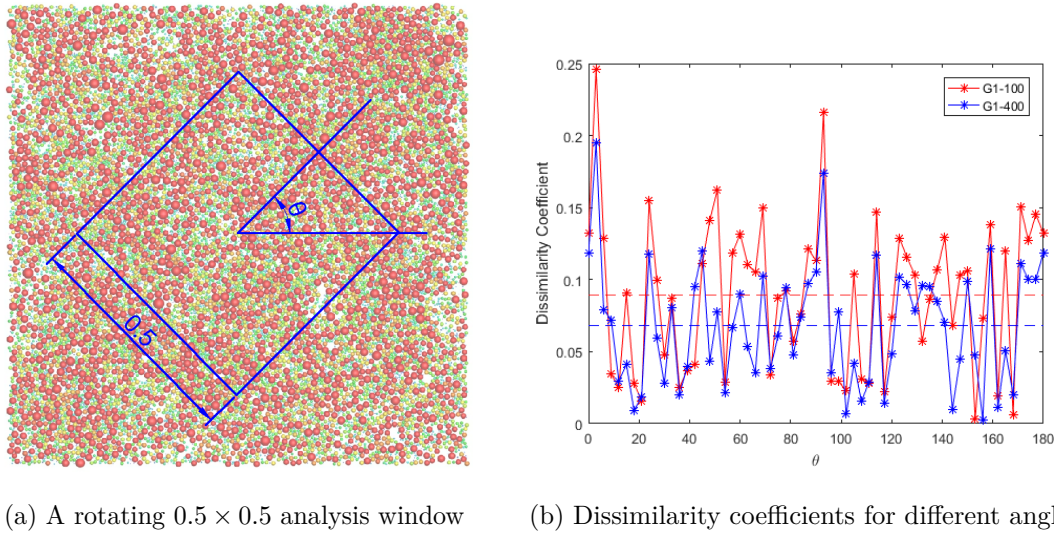 θ
0.5
0.25
0.2
0.15
0.1
0.05
0
Dissimilarity Coefficient
G1-100
G1-400
0 20 40 60 80 100 120 140 160 180
θ
(a) A rotating 0.5 × 0.5 analysis window
(b) Dissimilarity coefficients for different angl